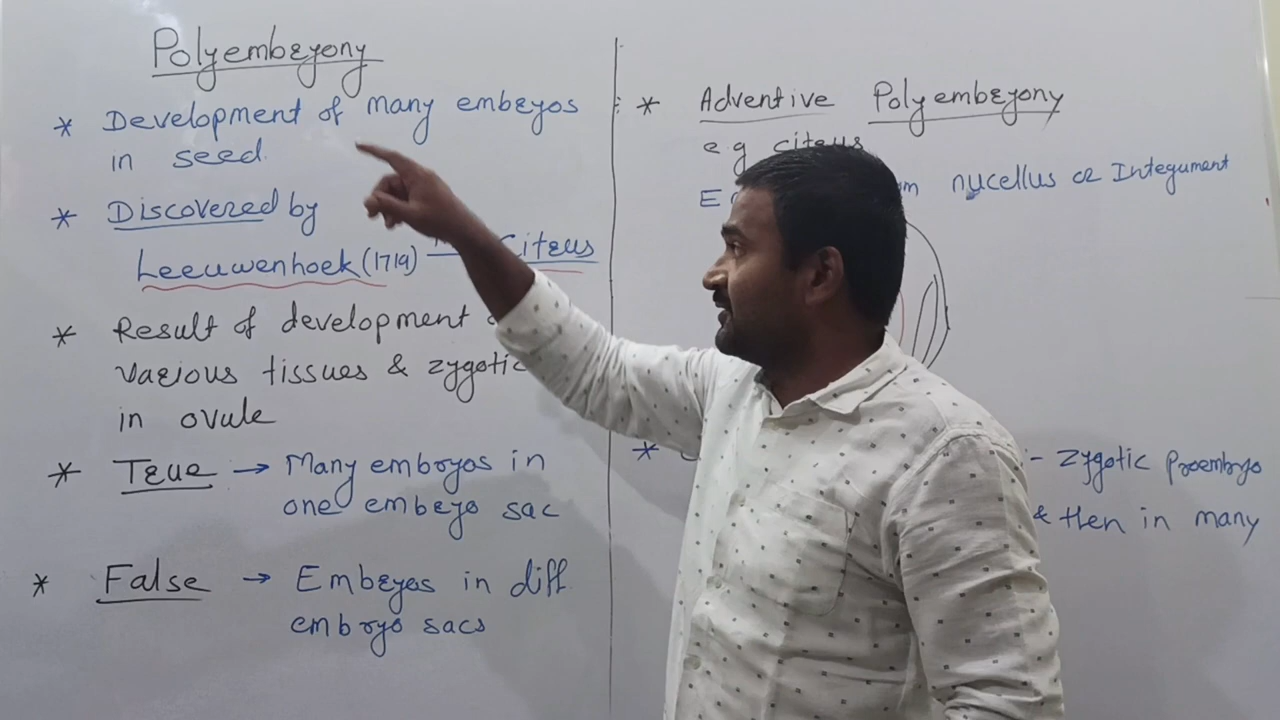 Polyembryony
* Development of many embryos
in seed.
* Discovered by
Leeuwenhoek (1719) Citrus
* Result of development
various tissues & zygotic
in ovule
* True → Many embryos in
one embryo sac
* False → Embryos in diff
embryo sacs
* Adventive Polyembryony
eg citrus
nucellus or Integument
* :- zygotic proembryo
& then in many